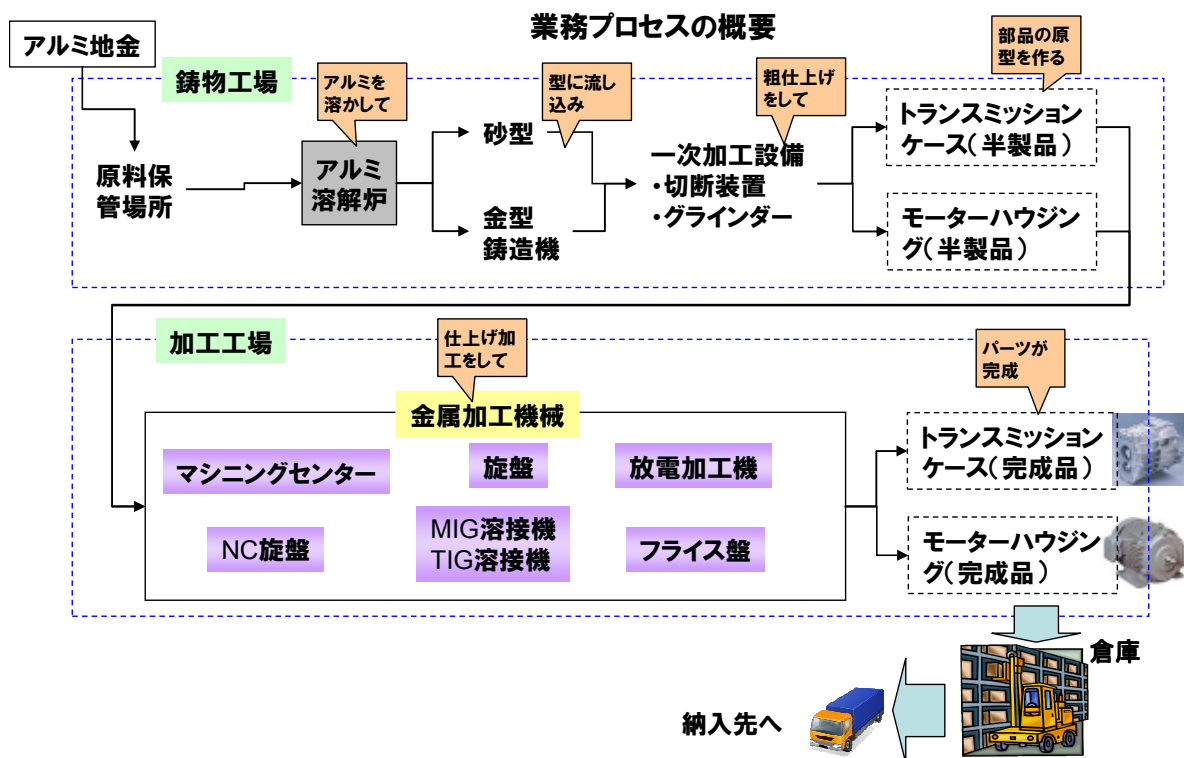 業務プロセスの概要
アルミ地金
鋳物工場
アルミを
溶かして
型に流し
込み
粗仕上げ
をして
部品の原
型を作る
原料保
管場所
アルミ
溶解炉
砂型
金型
鋳造機
一次加工設備
・切断装置
・グラインダー
トランスミッション
ケース(半製品)
モーターハウジン
グ(半製品)
加工工場
仕上げ加
工をして
パーツが
完成
金属加工機械
マシニングセンター
旋盤
放電加工機
NC旋盤
MIG溶接機
TIG溶接機
フライス盤
トランスミッション
ケース(完成品)
モーターハウジン
グ(完成品)
倉庫
納入先へ